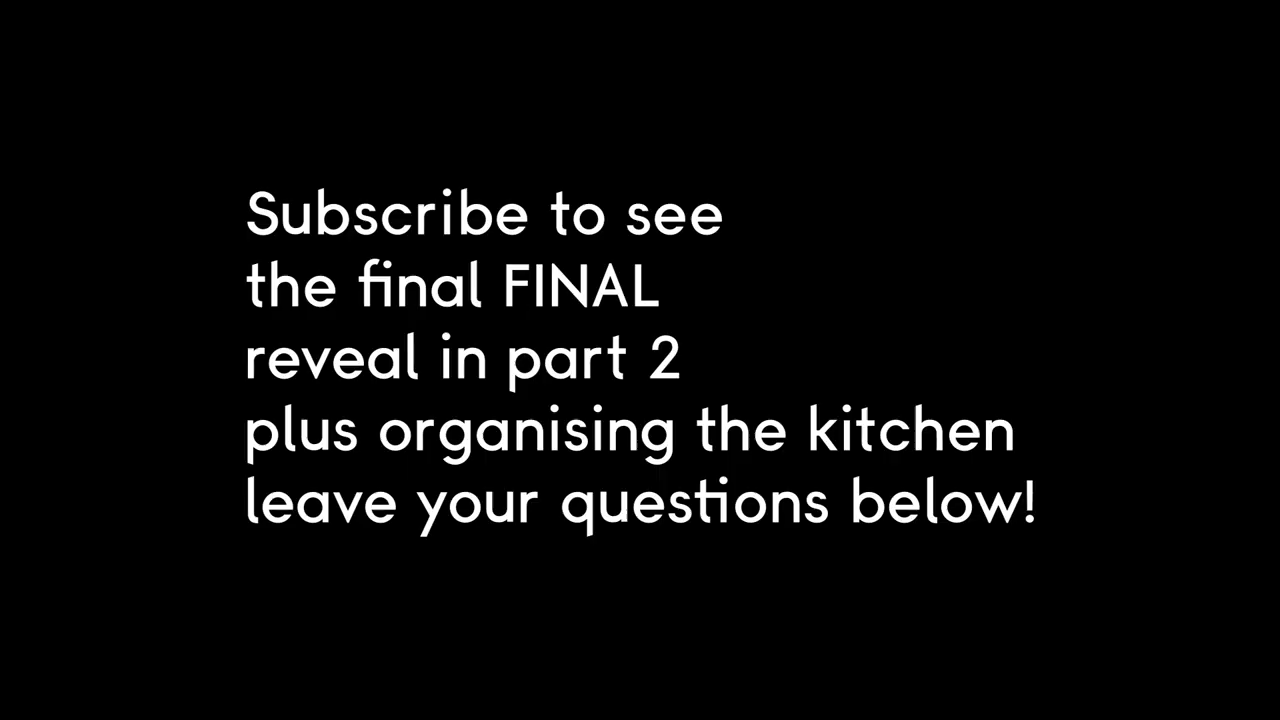 Subscribe to see
the final FINAL
reveal in part 2
plus organising the kitchen
leave your questions below!